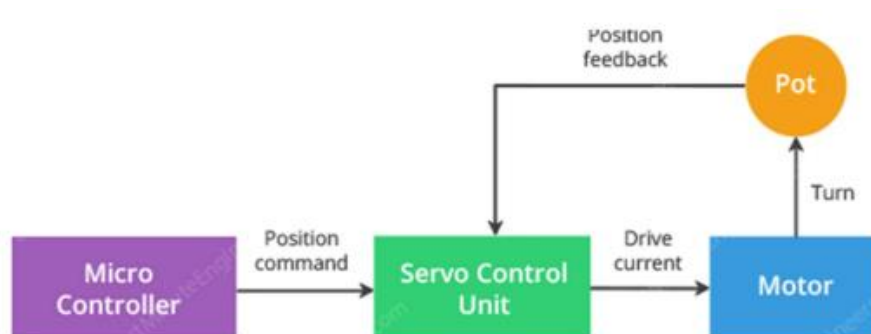 Position
feedback
Pot
Turn
Position
command
Drive
current
Micro
Controller
Servo Control
Unit
Motor